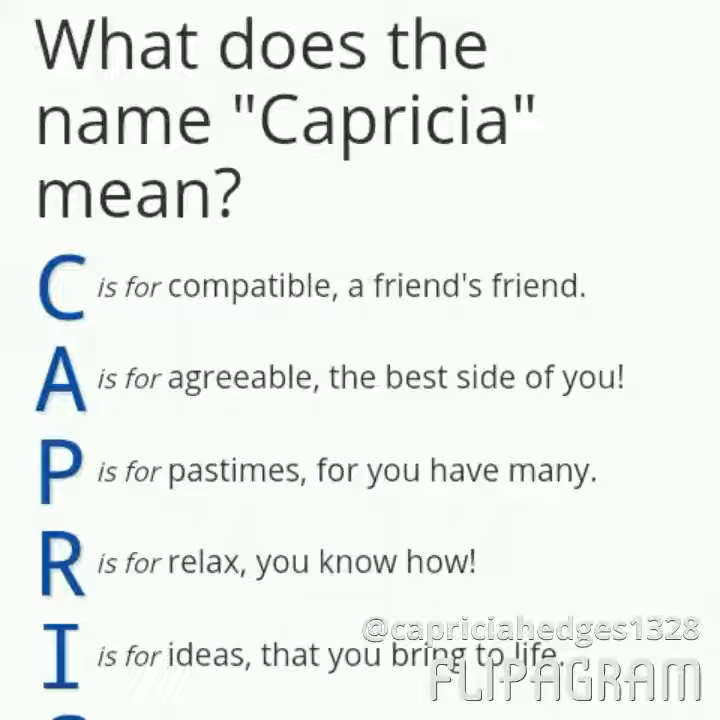 What does the
name "Capricia"
mean?
C is for compatible, a friend's friend.
A is for agreeable, the best side of you!
P is for pastimes, for you have many.
R is for relax, you know how!
@capriciahedges1328
I is for ideas, that you bring to life.
FLIPAGRAM